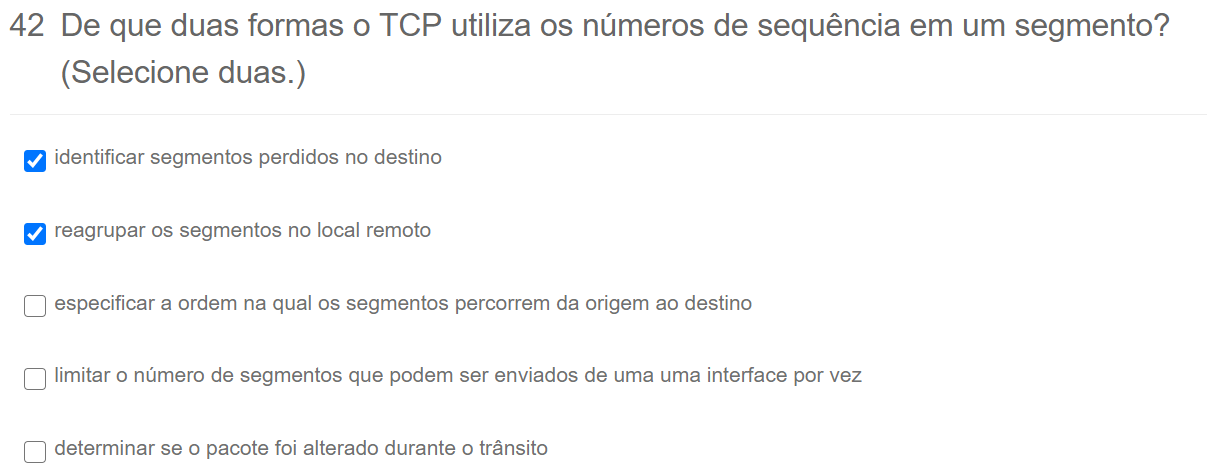 42 De que duas formas o TCP utiliza os números de sequência em um segmento?
(Selecione duas.)
identificar segmentos perdidos no destino
reagrupar os segmentos no local remoto
especificar a ordem na qual os segmentos percorrem da origem ao destino
limitar o número de segmentos que podem ser enviados de uma uma interface por vez
determinar se o pacote foi alterado durante o trânsito